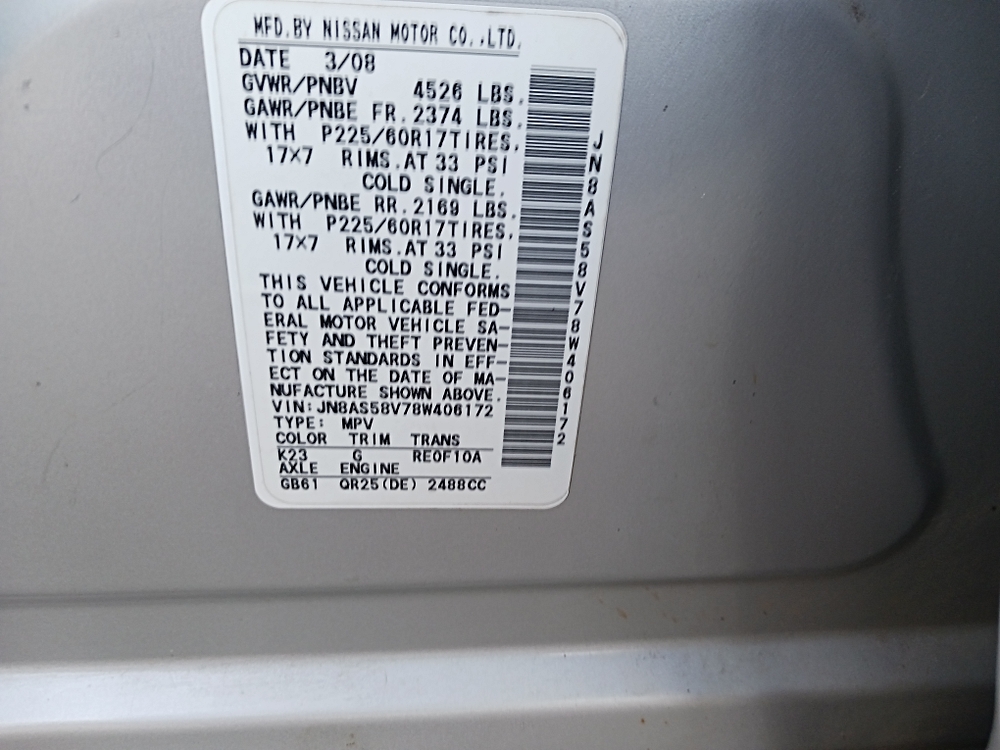 MFD.BY NISSAN MOTOR CO.,LTD.
DATE 3/08
GVWR/PNBV 4526 LBS.
GAWR/PNBE FR.2374 LBS.
WITH P225/60R17TIRES.
17×7 RIMS.AT 33 PSI
COLD SINGLE.
GAWR/PNBE RR.2169 LBS.
WITH P225/60R17TIRES.
17×7 RIMS.AT 33 PSI
COLD SINGLE.
THIS VEHICLE CONFORMS
TO ALL APPLICABLE FED-
ERAL MOTOR VEHICLE SA-
FETY AND THEFT PREVEN-
TION STANDARDS IN EFF-
ECT ON THE DATE OF MA-
NUFACTURE SHOWN ABOVE.
VIN:JN8AS58V78W406172
TYPE: MPV
COLOR TRIM TRANS
K23 G RE0F10A
AXLE ENGINE
GB61 QR25(DE) 2488CC
JN8AS58V78W406172